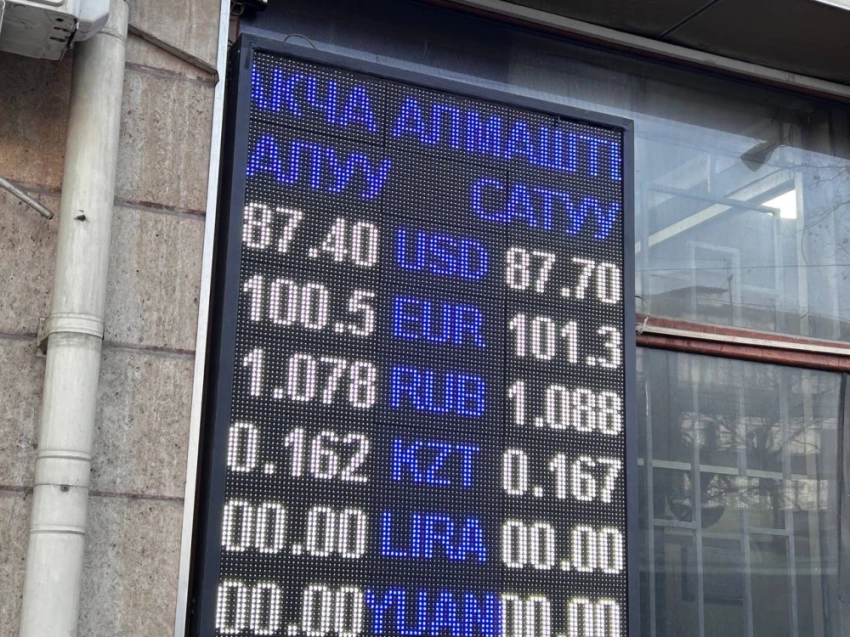 АКЧА АЛМАШТ
АЛУУ САТУУ
87.40 USD 87.70
100.5 EUR 101.3
1.078 RUB 1.088
0.162 KZT 0.167
00.00 LIRA 00.00
00.00 YUAN 00.00